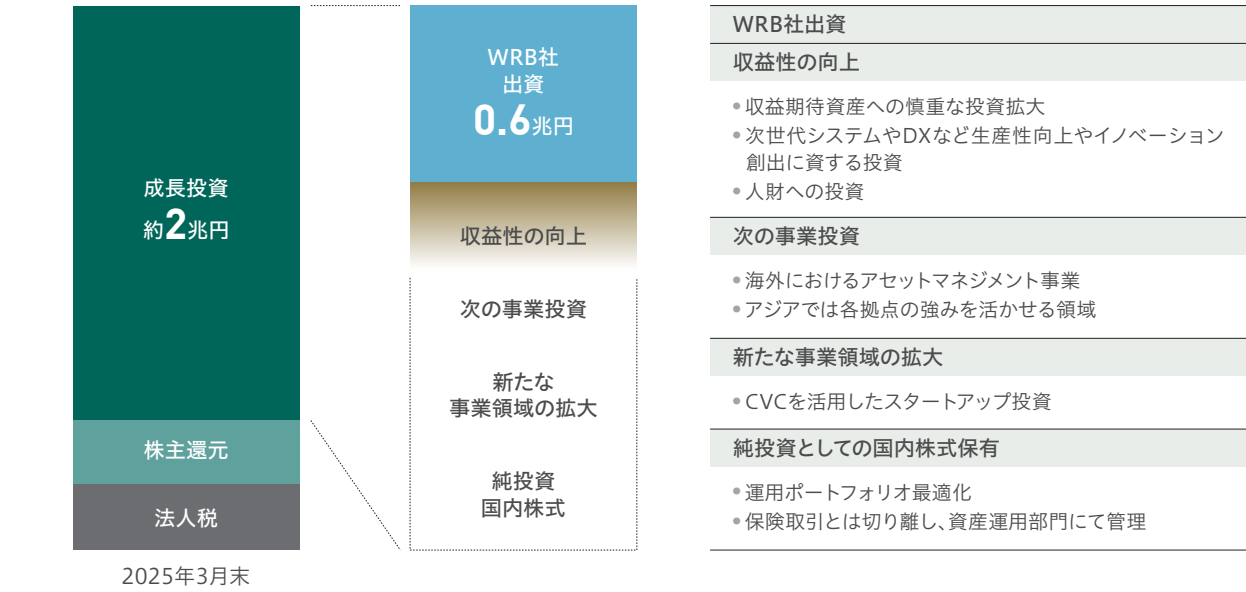 成長投資
約2兆円
株主還元
法人税
2025年3月末
WRB社
出資
0.6兆円
収益性の向上
次の事業投資
新たな
事業領域の拡大
純投資
国内株式
WRB社出資
収益性の向上
•収益期待資産への慎重な投資拡大
•次世代システムやDXなど生産性向上やイノベーション
創出に資する投資
•人財への投資
次の事業投資
•海外におけるアセットマネジメント事業
•アジアでは各拠点の強みを活かせる領域
新たな事業領域の拡大
•CVCを活用したスタートアップ投資
純投資としての国内株式保有
•運用ポートフォリオ最適化
•保険取引とは切り離し、資産運用部門にて管理